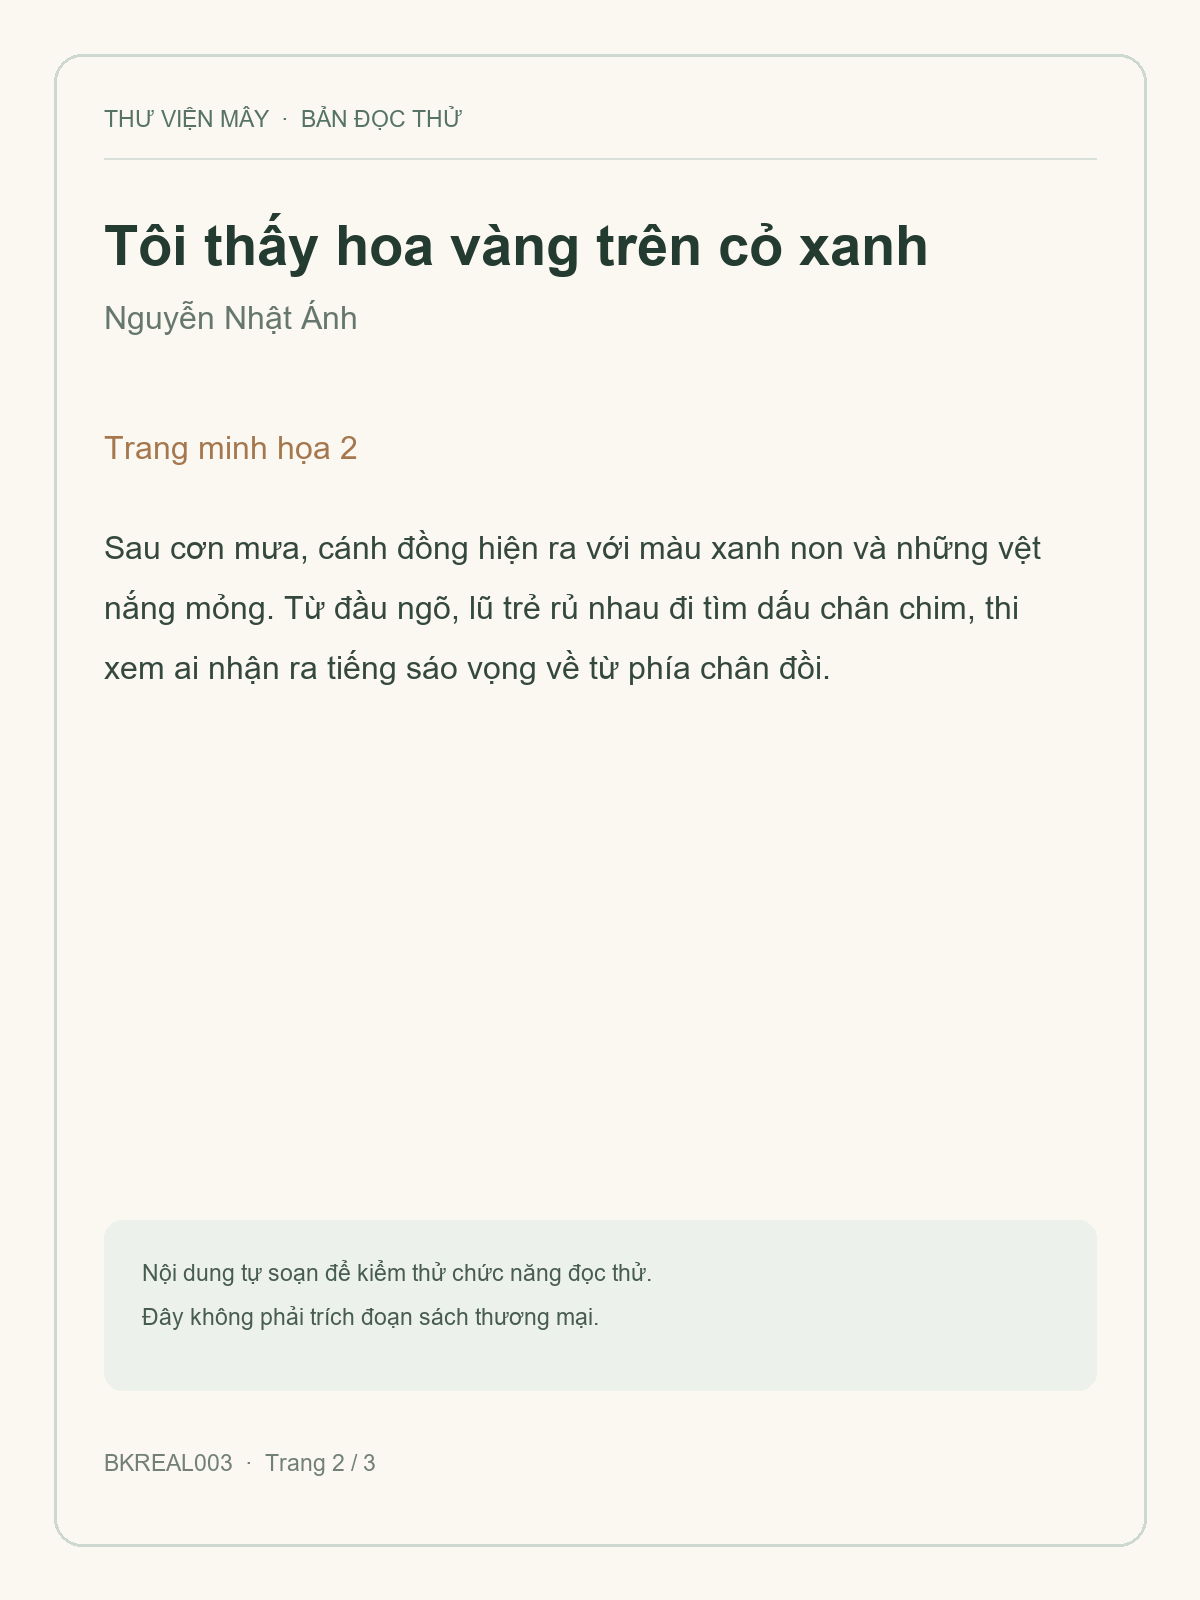 THƯ VIỆN MÂY · BẢN ĐỌC THỬ
Tôi thấy hoa vàng trên cỏ xanh
Nguyễn Nhật Ánh
Trang minh họa 2
Sau cơn mưa, cánh đồng hiện ra với màu xanh non và những vệt
nắng mỏng. Từ đầu ngõ, lũ trẻ rủ nhau đi tìm dấu chân chim, thi
xem ai nhận ra tiếng sáo vọng về từ phía chân đồi.
Nội dung tự soạn để kiểm thử chức năng đọc thử.
Đây không phải trích đoạn sách thương mại.
BKREAL003 · Trang 2 / 3